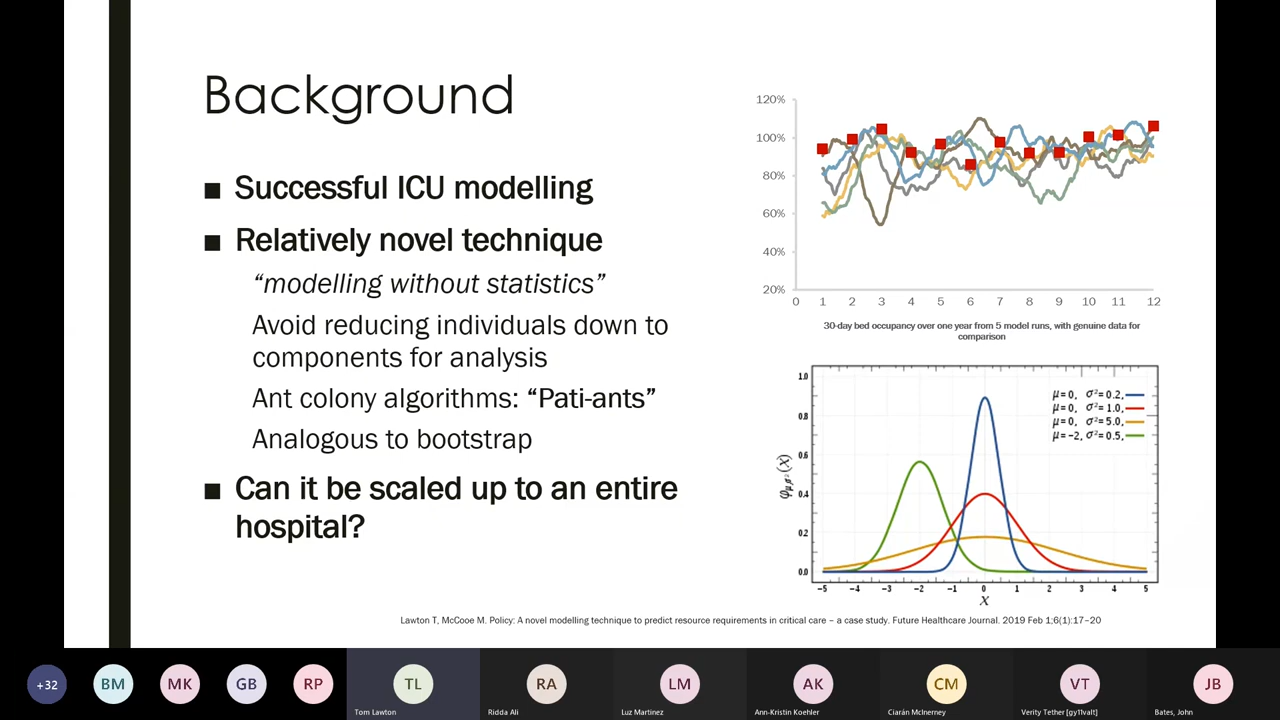 Background
■ Successful ICU modelling
■ Relatively novel technique
“modelling without statistics”
Avoid reducing individuals down to
components for analysis
Ant colony algorithms: “Pati-ants”
Analogous to bootstrap
■ Can it be scaled up to an entire
hospital?
120%
100%
80%
60%
40%
20%
0 1 2 3 4 5 6 7 8 9 10 11 12
30-day bed occupancy over one year from 5 model runs, with genuine data for
comparison
μ=0, σ²=0.2,
μ=0, σ²=1.0,
μ=0, σ²=5.0,
μ=−2, σ²=0.5,
φμ,σ²(x)
1.0
0.8
0.6
0.4
0.2
0.0
−5 −4 −3 −2 −1 0 1 2 3 4 5
x
Lawton T, McCooe M. Policy: A novel modelling technique to predict resource requirements in critical care – a case study. Future Healthcare Journal. 2019 Feb 1;6(1):17–20
+32 BM MK GB RP TL RA LM AK CM VT JB
Tom Lawton Ridda Ali Luz Martinez Ann-Kristin Koehler Ciarán McInerney Verity Tether [gy11valt] Bates, John